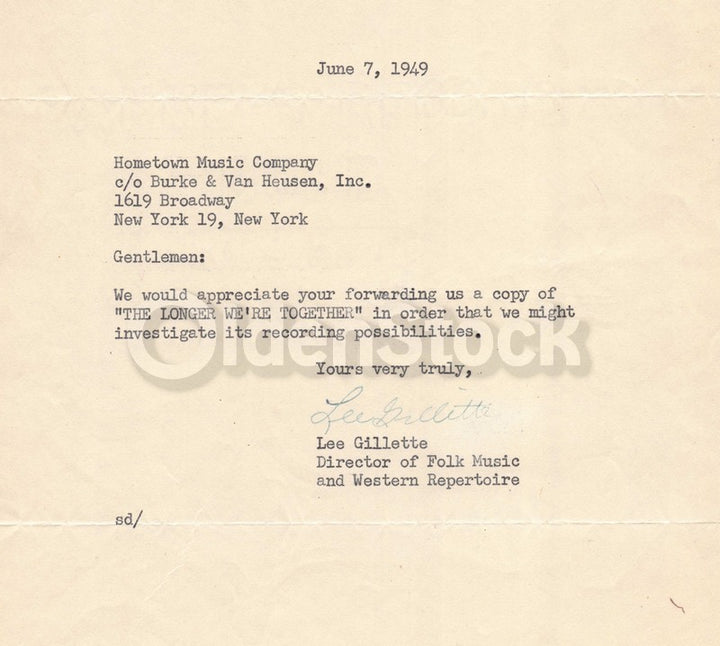 June 7, 1949
Hometown Music Company
c/o Burke & Van Heusen, Inc.
1619 Broadway
New York 19, New York
Gentlemen:
We would appreciate your forwarding us a copy of
"THE LONGER WE'RE TOGETHER" in order that we might
investigate its recording possibilities.
OldenStock
Yours very truly,
Lee Gillette
Lee Gillette
Director of Folk Music
and Western Repertoire
sd/